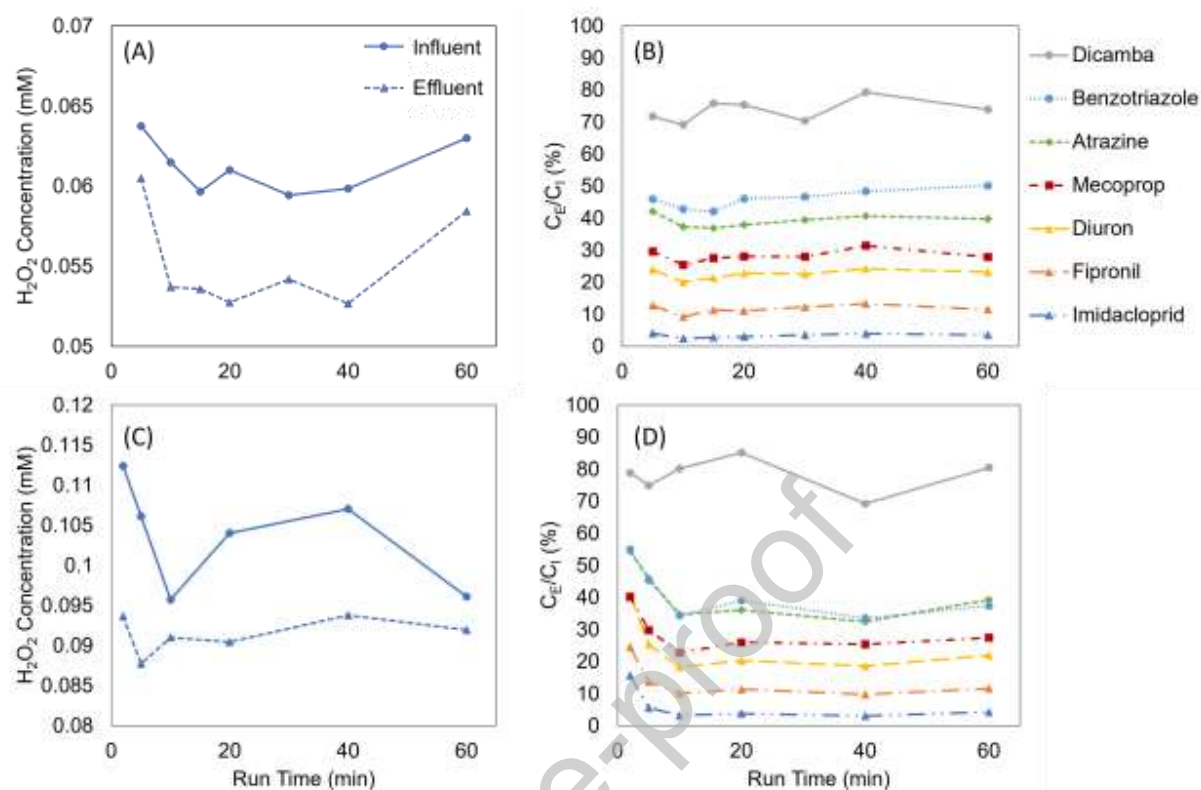 0.07
0.065
0.06
0.055
0.05
H₂O₂ Concentration (mM)
(A)
Influent
Effluent
0 20 40 60
100
90
80
70
60
50
40
30
20
10
0
C_E/C_I (%)
(B)
0 20 40 60
Dicamba
Benzotriazole
Atrazine
Mecoprop
Diuron
Fipronil
Imidacloprid
0.12
0.115
0.11
0.105
0.1
0.095
0.09
0.085
0.08
H₂O₂ Concentration (mM)
(C)
0 20 40 60
Run Time (min)
100
90
80
70
60
50
40
30
20
10
0
C_E/C_I (%)
(D)
0 20 40 60
Run Time (min)
e-proof